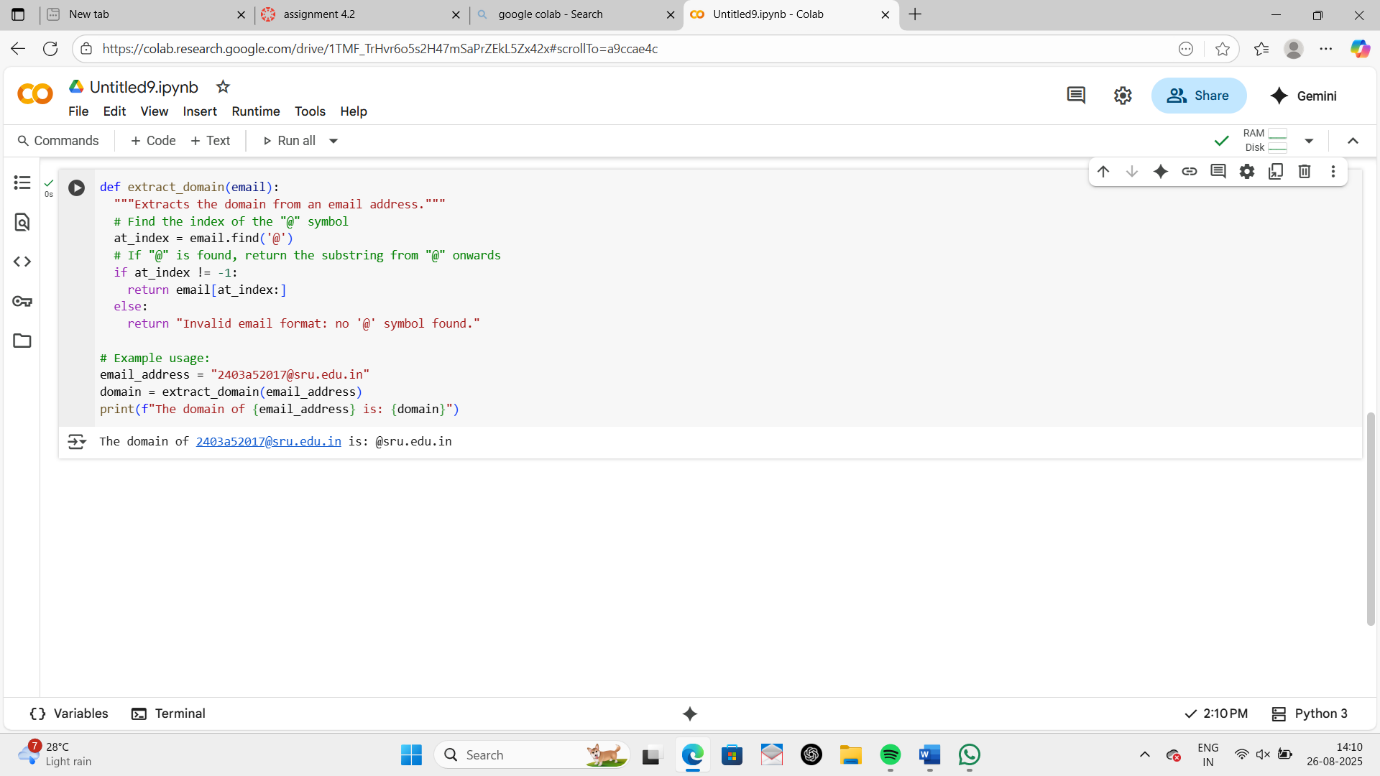 New tab
assignment 4.2
google colab - Search
Untitled9.ipynb - Colab
https://colab.research.google.com/drive/1TMF_TrHvr6o5s2H47mSaPrZEkL5Zx42x#scrollTo=a9ccae4c
Untitled9.ipynb
File Edit View Insert Runtime Tools Help
Share
Gemini
Commands + Code + Text Run all
RAM
Disk
0s
def extract_domain(email):
"""Extracts the domain from an email address."""
# Find the index of the "@" symbol
at_index = email.find('@')
# If "@" is found, return the substring from "@" onwards
if at_index != -1:
return email[at_index:]
else:
return "Invalid email format: no '@' symbol found."
# Example usage:
email_address = "2403a52017@sru.edu.in"
domain = extract_domain(email_address)
print(f"The domain of {email_address} is: {domain}")
The domain of 2403a52017@sru.edu.in is: @sru.edu.in
Variables Terminal
2:10 PM Python 3
7
28°C
Light rain
Search
ENG
IN
14:10
26-08-2025